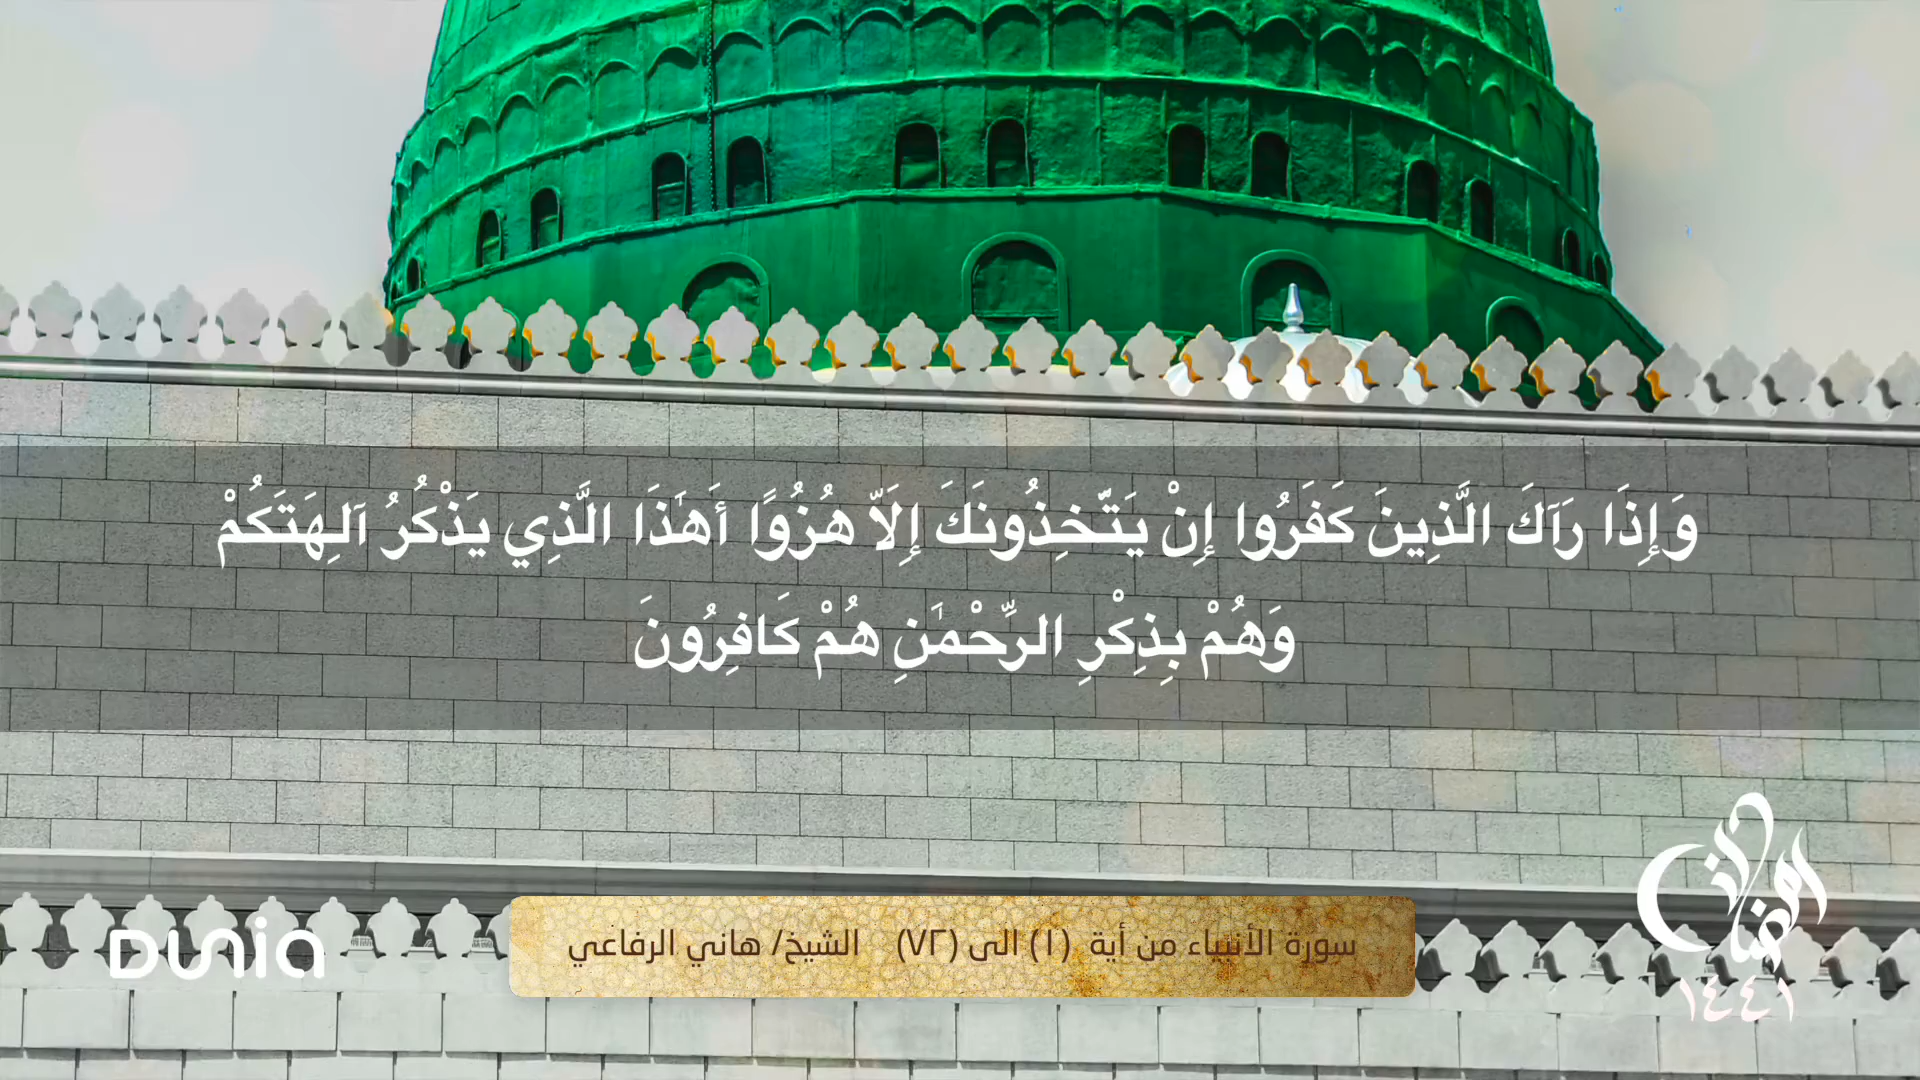 وَإِذَا رَآكَ الَّذِينَ كَفَرُوا إِنْ يَتَّخِذُونَكَ إِلَّا هُزُوًا أَهَٰذَا الَّذِي يَذْكُرُ آلِهَتَكُمْ
وَهُمْ بِذِكْرِ الرَّحْمَٰنِ هُمْ كَافِرُونَ
سورة الأنبياء من أية (١) الى (٧٢) الشيخ/ هاني الرفاعي
DUNIA
رمضان
١٤٤١